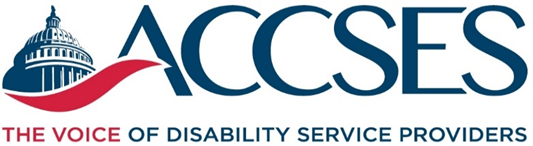 ACCSES
THE VOICE OF DISABILITY SERVICE PROVIDERS